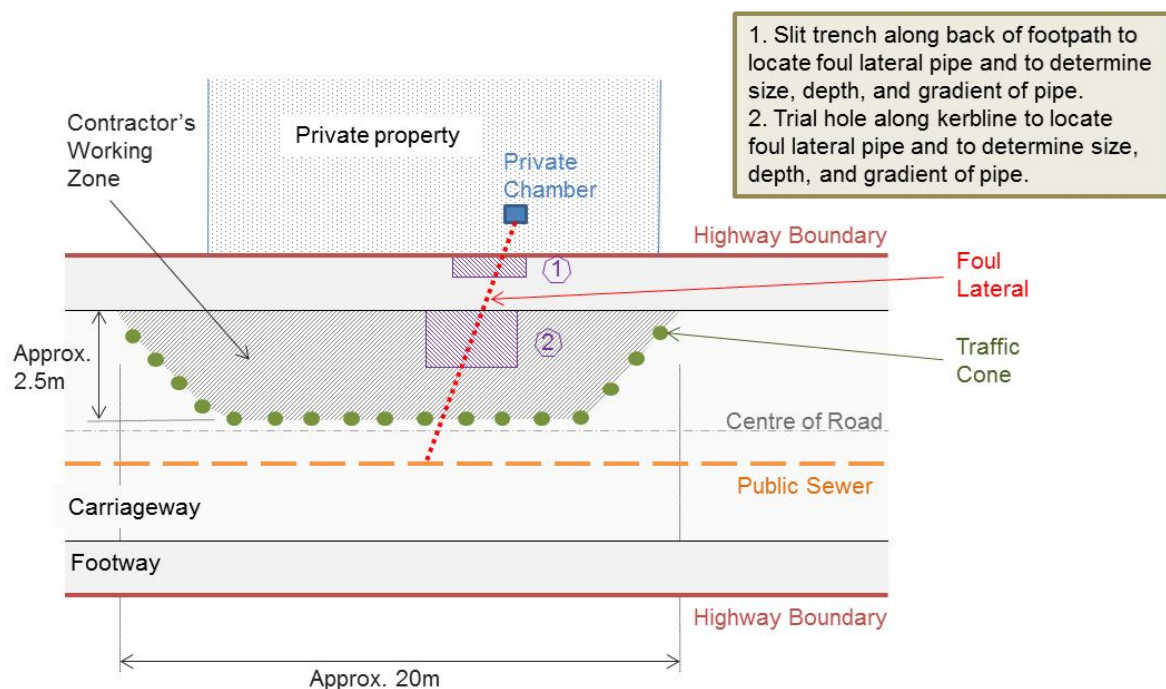 1. Slit trench along back of footpath to
locate foul lateral pipe and to determine
size, depth, and gradient of pipe.
2. Trial hole along kerbline to locate
foul lateral pipe and to determine size,
depth, and gradient of pipe.
Contractor's
Working
Zone
Private property
Private
Chamber
Highway Boundary
1
Foul
Lateral
2
Approx.
2.5m
Traffic
Cone
Centre of Road
Public Sewer
Carriageway
Footway
Highway Boundary
Approx. 20m